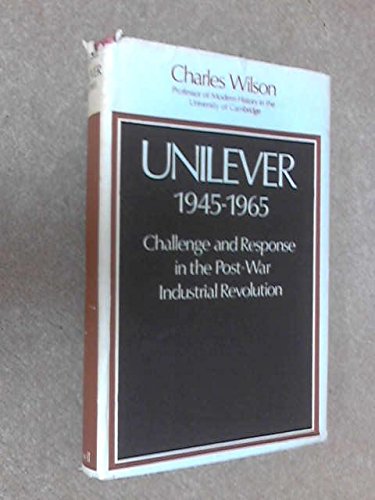 Charles Wilson
Professor of Modern History in the
University of Cambridge
UNILEVER
1945-1965
Challenge and Response
in the Post-War
Industrial Revolution